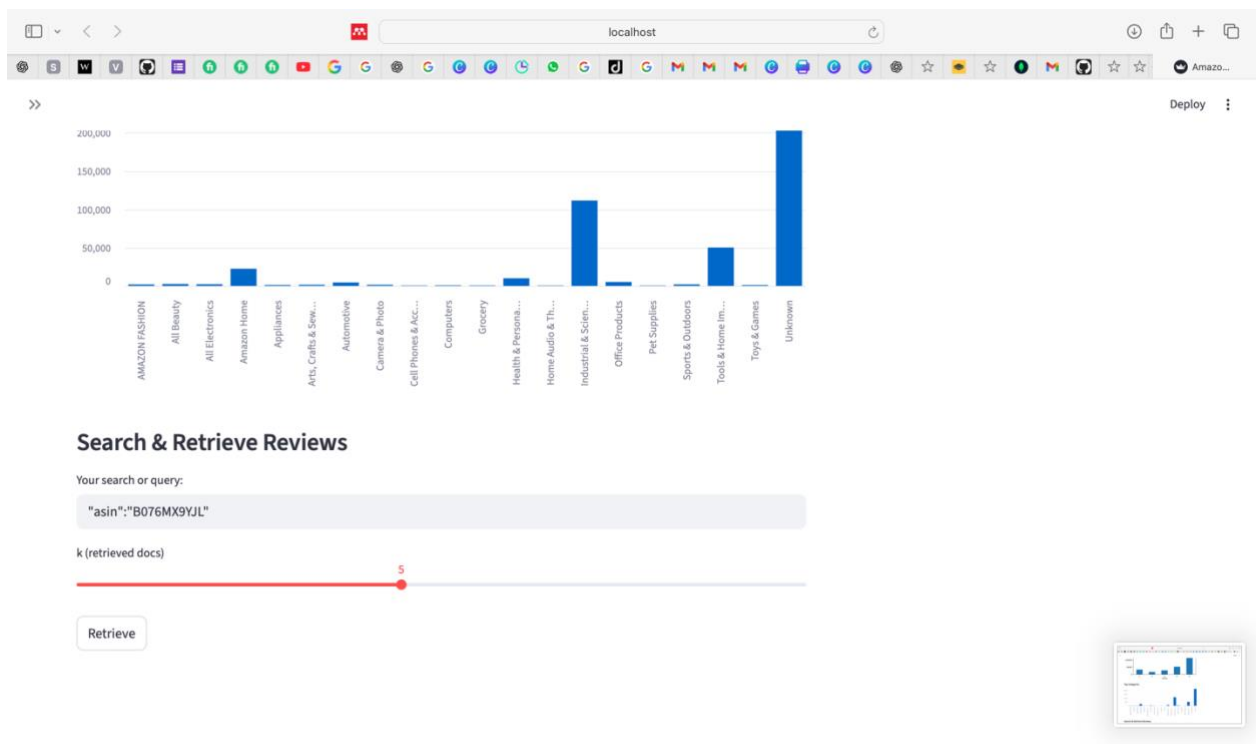 localhost
Amazo...
Deploy
200,000
150,000
100,000
50,000
0
AMAZON FASHION
All Beauty
All Electronics
Amazon Home
Appliances
Arts, Crafts & Sew...
Automotive
Camera & Photo
Cell Phones & Acc...
Computers
Grocery
Health & Persona...
Home Audio & Th...
Industrial & Scien...
Office Products
Pet Supplies
Sports & Outdoors
Tools & Home Im...
Toys & Games
Unknown
Search & Retrieve Reviews
Your search or query:
"asin":"B076MX9YJL"
k (retrieved docs)
5
Retrieve